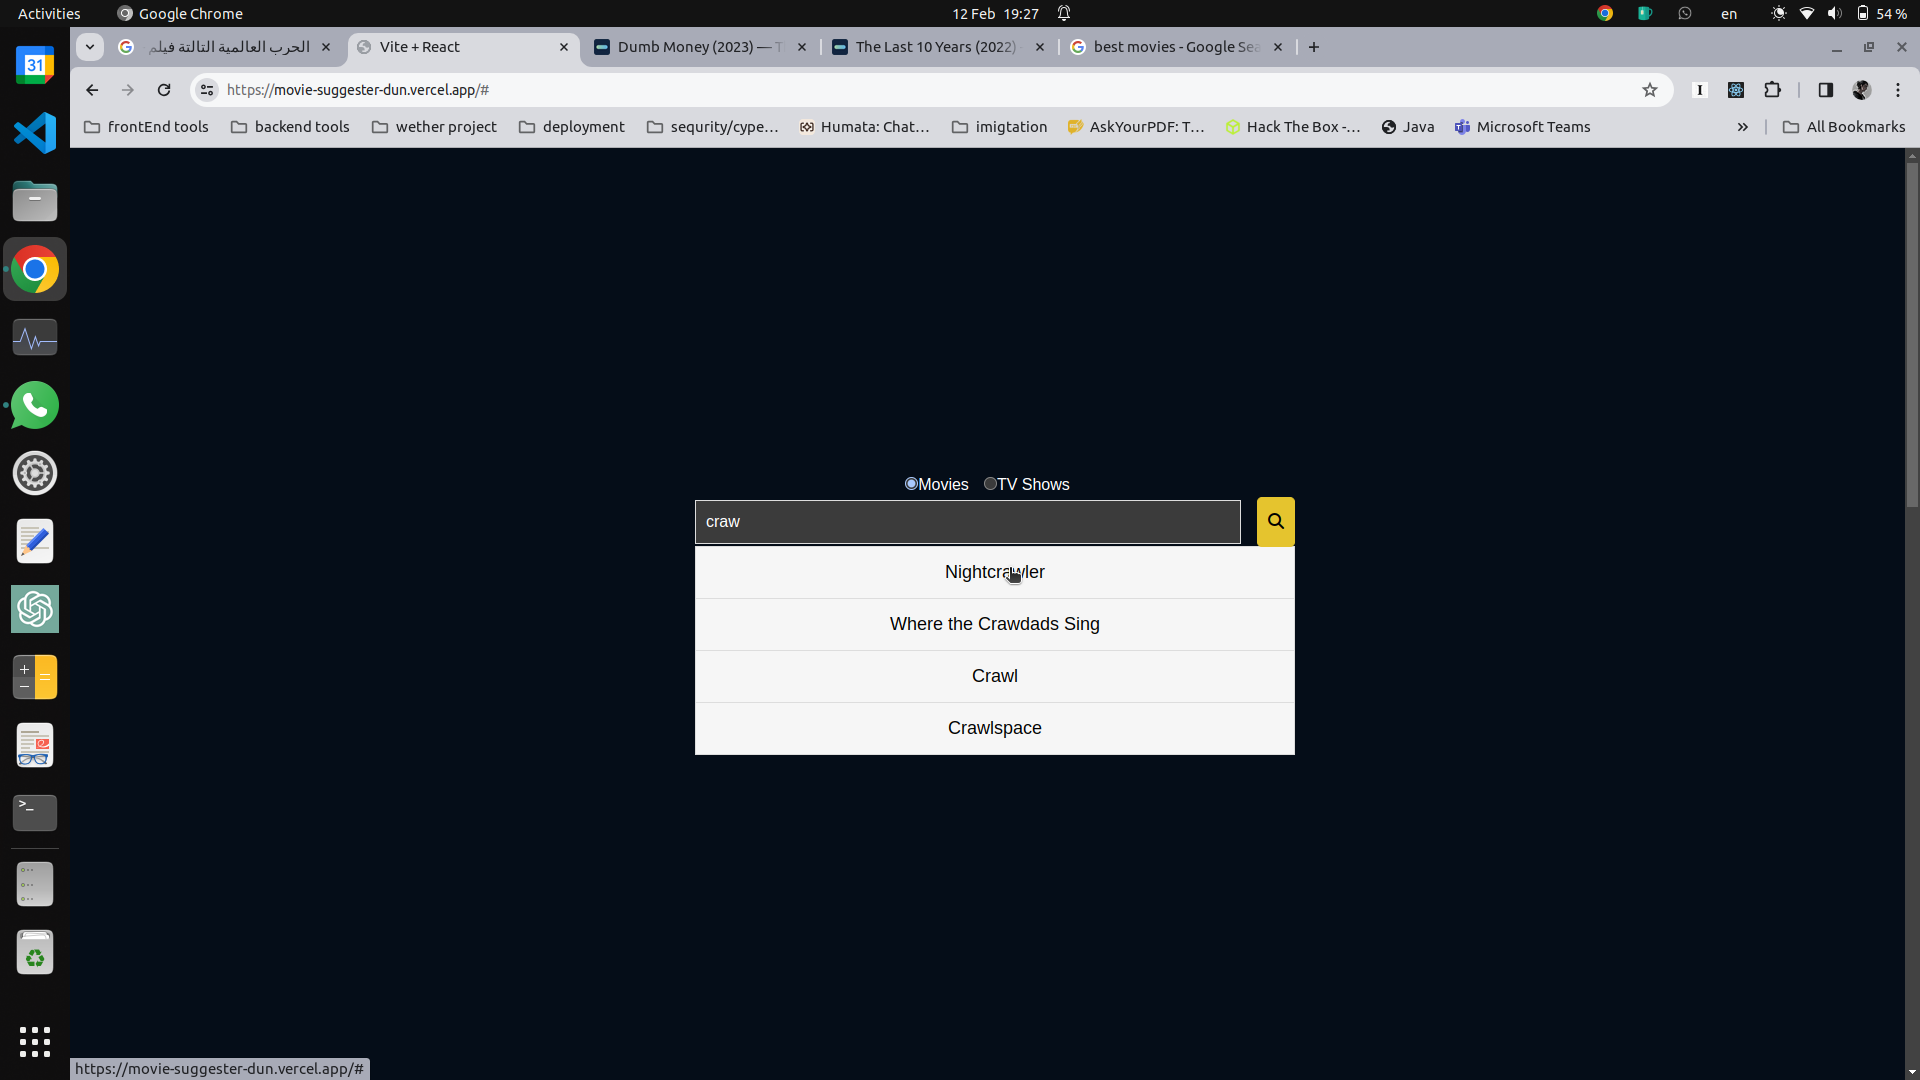 Activities Google Chrome 12 Feb 19:27 en 54 %
31
الحرب العالمية الثالثة فيلم
Vite + React
Dumb Money (2023) — T
The Last 10 Years (2022)
best movies - Google Sea
https://movie-suggester-dun.vercel.app/#
frontEnd tools backend tools wether project deployment sequrity/cype... Humata: Chat... imigtation AskYourPDF: T... Hack The Box -... Java Microsoft Teams » All Bookmarks
Movies TV Shows
craw
Nightcrawler
Where the Crawdads Sing
Crawl
Crawlspace
https://movie-suggester-dun.vercel.app/#